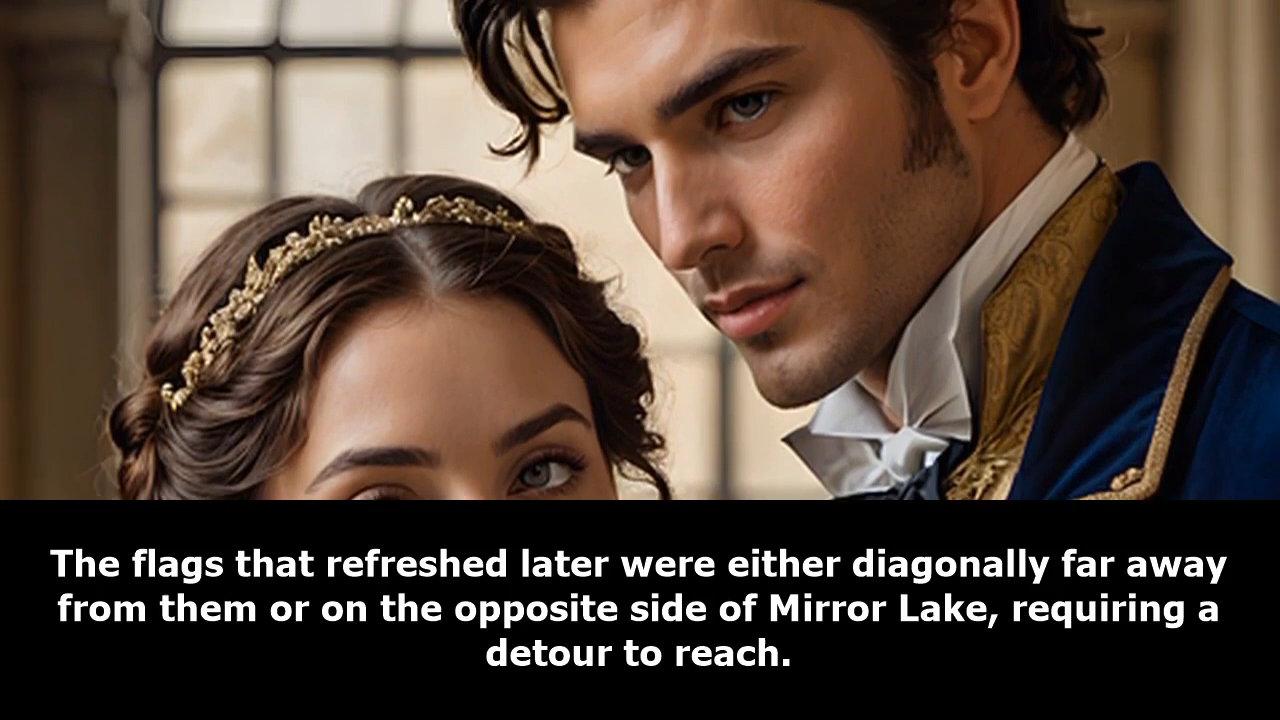 The flags that refreshed later were either diagonally far away
from them or on the opposite side of Mirror Lake, requiring a
detour to reach.